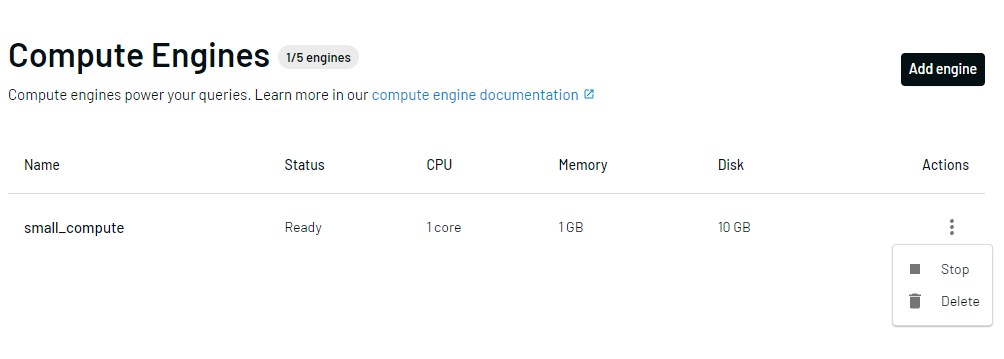 Compute Engines 1/5 engines
Add engine
Compute engines power your queries. Learn more in our compute engine documentation
Name Status CPU Memory Disk Actions
small_compute Ready 1 core 1 GB 10 GB
Stop
Delete